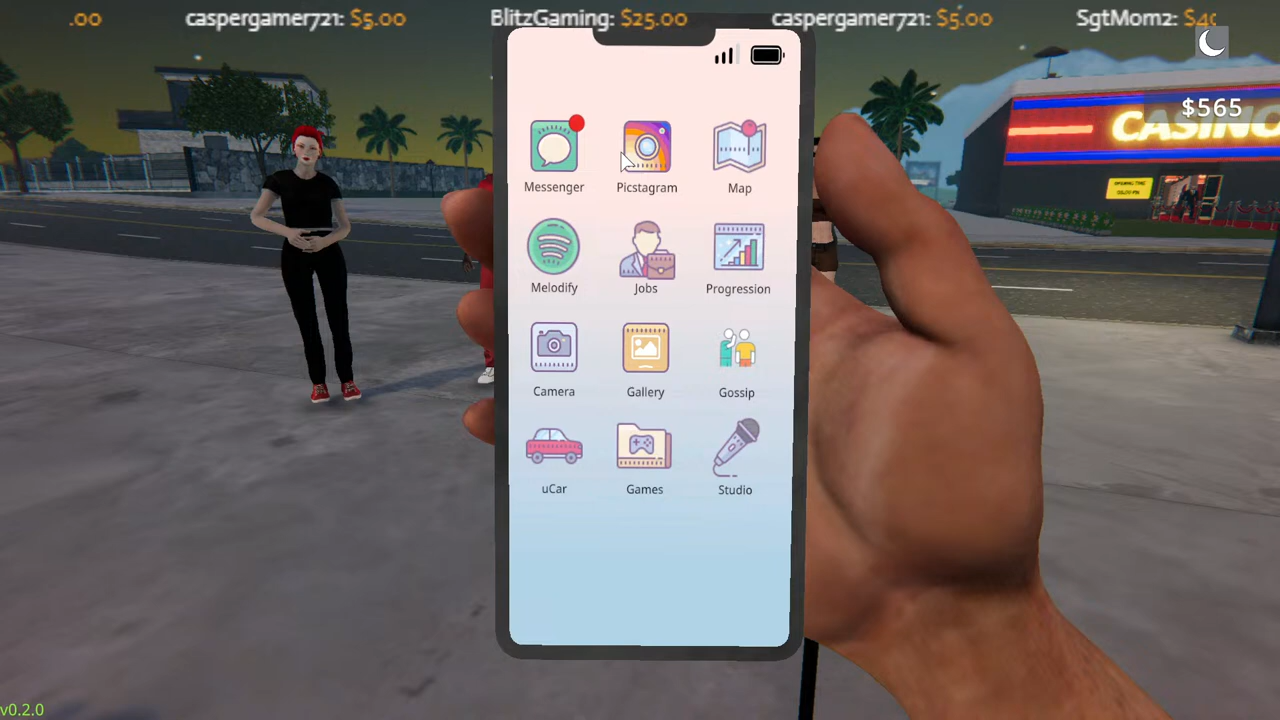 .00 caspergamer721: $5.00 BlitzGaming: $25.00 caspergamer721: $5.00 SgtMom2:
$565
CASINO
Messenger Picstagram Map
Melodify Jobs Progression
Camera Gallery Gossip
uCar Games Studio
v0.2.0